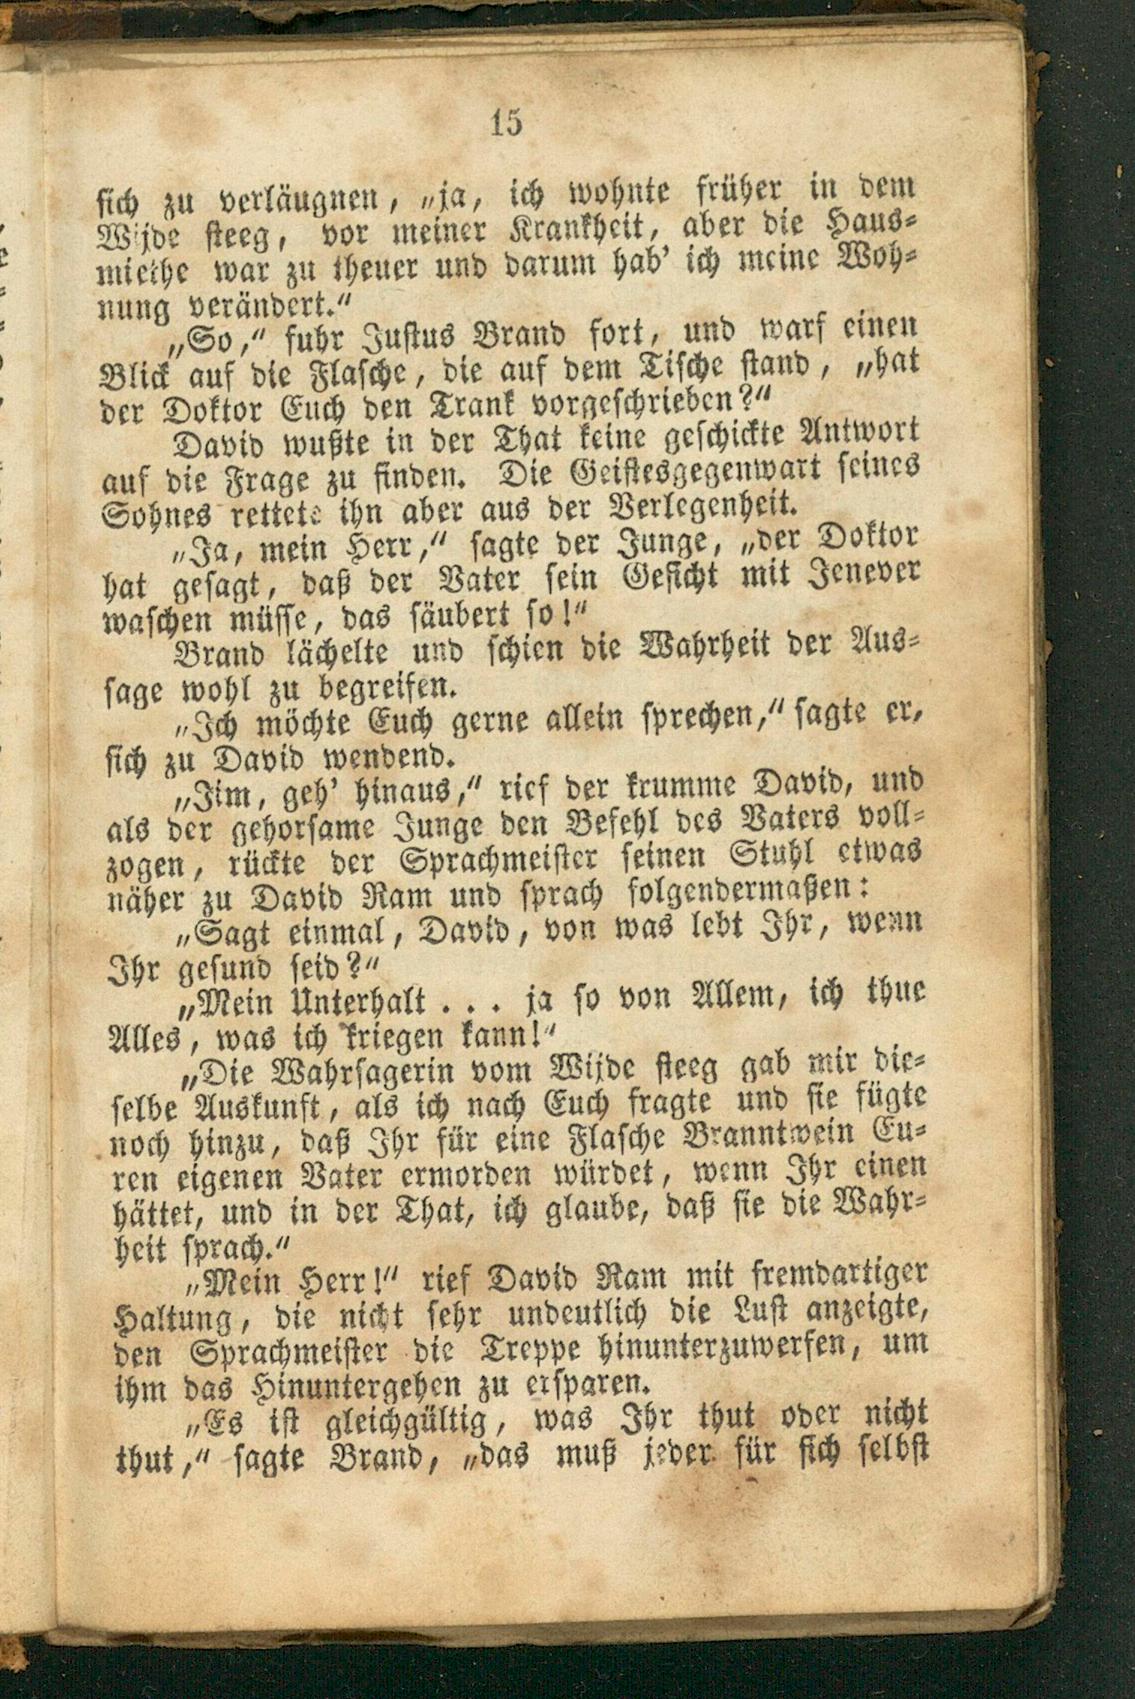 15
sich zu verläugnen, „ja, ich wohnte früher in dem
Wijde steeg, vor meiner Krankheit, aber die Haus-
miethe war zu theuer und darum hab' ich meine Woh-
nung verändert.“
„So,“ fuhr Justus Brand fort, und warf einen
Blick auf die Flasche, die auf dem Tische stand, „hat
der Doktor Euch den Trank vorgeschrieben?“
David wußte in der That keine geschickte Antwort
auf die Frage zu finden. Die Geistesgegenwart seines
Sohnes rettete ihn aber aus der Verlegenheit.
„Ja, mein Herr,“ sagte der Junge, „der Doktor
hat gesagt, daß der Vater sein Gesicht mit Jenever
waschen müsse, das säubert so!“
Brand lächelte und schien die Wahrheit der Aus-
sage wohl zu begreifen.
„Ich möchte Euch gerne allein sprechen,“ sagte er,
sich zu David wendend.
„Jim, geh' hinaus,“ rief der krumme David, und
als der gehorsame Junge den Befehl des Vaters voll-
zogen, rückte der Sprachmeister seinen Stuhl etwas
näher zu David Ram und sprach folgendermaßen:
„Sagt einmal, David, von was lebt Ihr, wenn
Ihr gesund seid?“
„Mein Unterhalt . . . ja so von Allem, ich thue
Alles, was ich kriegen kann!“
„Die Wahrsagerin vom Wijde steeg gab mir die-
selbe Auskunft, als ich nach Euch fragte und sie fügte
noch hinzu, daß Ihr für eine Flasche Branntwein Eu-
ren eigenen Vater ermorden würdet, wenn Ihr einen
hättet, und in der That, ich glaube, daß sie die Wahr-
heit sprach.“
„Mein Herr!“ rief David Ram mit fremdartiger
Haltung, die nicht sehr undeutlich die Lust anzeigte,
den Sprachmeister die Treppe hinunterzuwerfen, um
ihm das Hinuntergehen zu ersparen.
„Es ist gleichgültig, was Ihr thut oder nicht
thut,“ sagte Brand, „das muß jeder für sich selbst